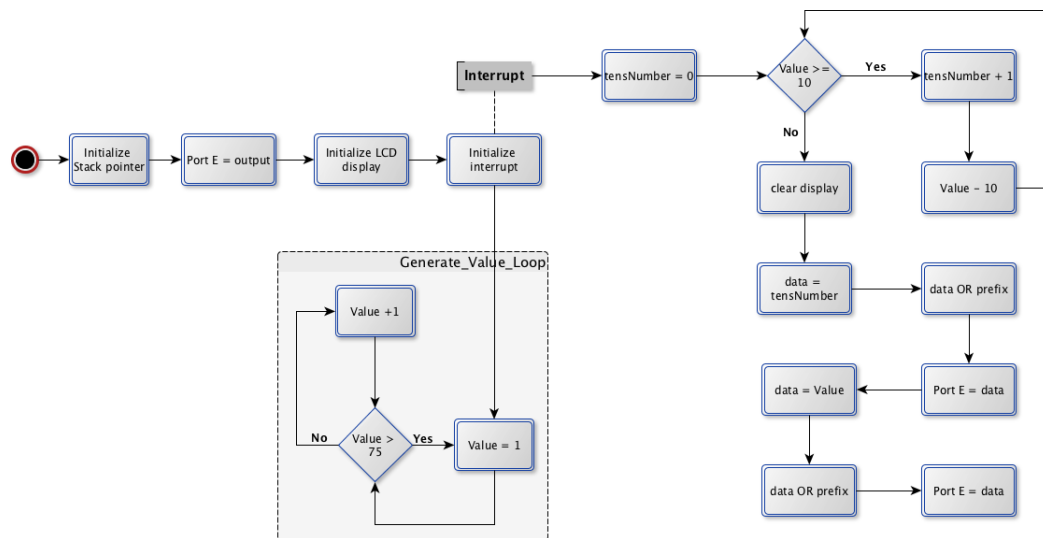 Interrupt
tensNumber = 0
Value >=
10
Yes
tensNumber + 1
No
Initialize
Stack pointer
Port E = output
Initialize LCD
display
Initialize
interrupt
clear display
Value - 10
Generate_Value_Loop
data =
tensNumber
data OR prefix
Value +1
data = Value
Port E = data
No
Value >
75
Yes
Value = 1
data OR prefix
Port E = data